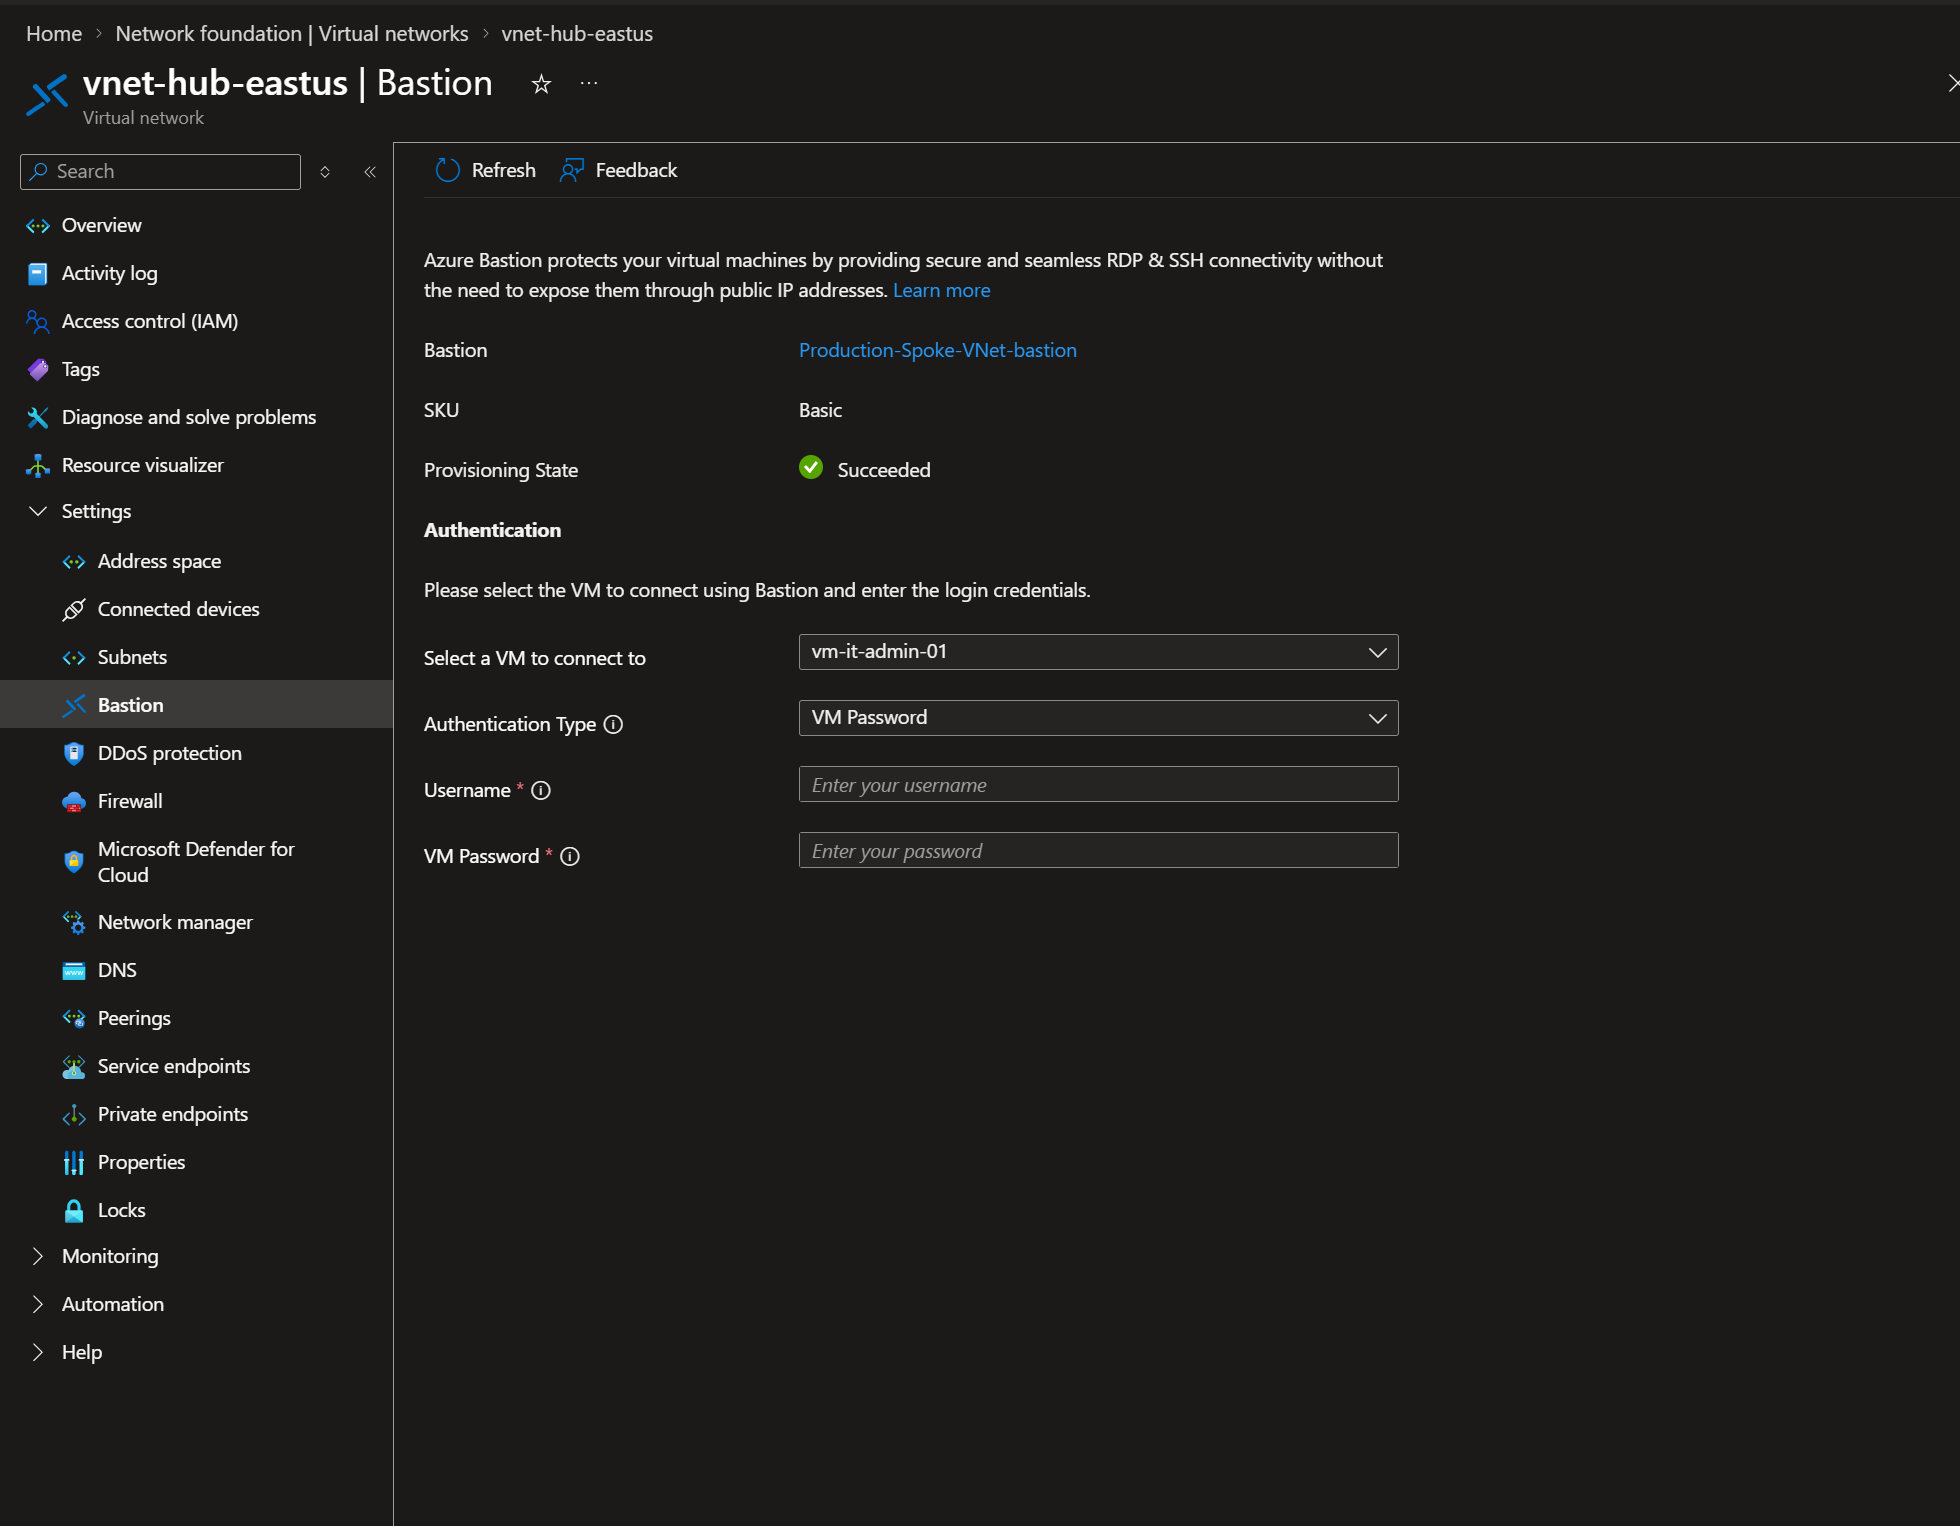 Home > Network foundation | Virtual networks > vnet-hub-eastus
vnet-hub-eastus | Bastion
Virtual network
Search
Refresh
Feedback
Overview
Activity log
Access control (IAM)
Tags
Diagnose and solve problems
Resource visualizer
Settings
Address space
Connected devices
Subnets
Bastion
DDoS protection
Firewall
Microsoft Defender for
Cloud
Network manager
DNS
Peerings
Service endpoints
Private endpoints
Properties
Locks
Monitoring
Automation
Help
Azure Bastion protects your virtual machines by providing secure and seamless RDP & SSH connectivity without
the need to expose them through public IP addresses. Learn more
Bastion Production-Spoke-VNet-bastion
SKU Basic
Provisioning State Succeeded
Authentication
Please select the VM to connect using Bastion and enter the login credentials.
Select a VM to connect to vm-it-admin-01
Authentication Type VM Password
Username * Enter your username
VM Password * Enter your password